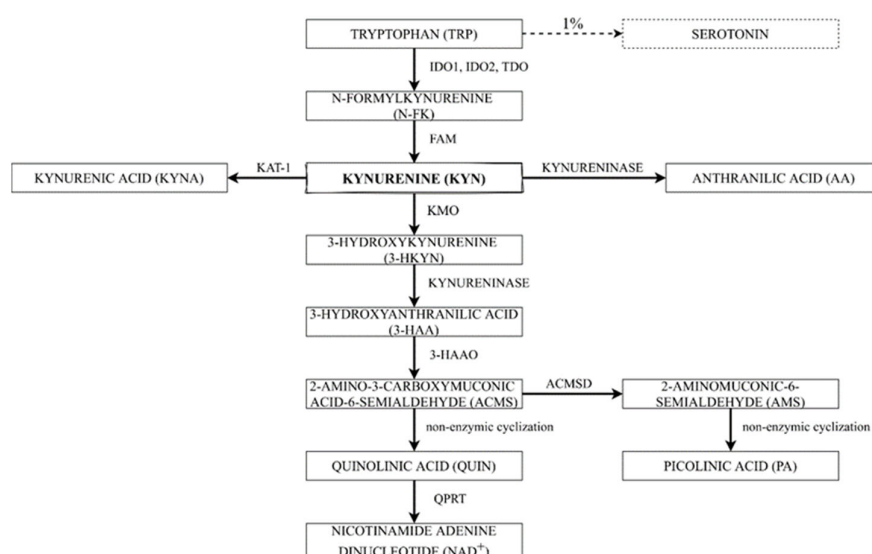 TRYPTOPHAN (TRP)
1%
SEROTONIN
IDO1, IDO2, TDO
N-FORMYLKYNURENINE
(N-FK)
FAM
KYNURENIC ACID (KYNA)
KAT-1
KYNURENINE (KYN)
KYNURENINASE
ANTHRANILIC ACID (AA)
KMO
3-HYDROXYKYNURENINE
(3-HKYN)
KYNURENINASE
3-HYDROXYANTHRANILIC ACID
(3-HAA)
3-HAAO
2-AMINO-3-CARBOXYMUCONIC
ACID-6-SEMIALDEHYDE (ACMS)
ACMSD
2-AMINOMUCONIC-6-
SEMIALDEHYDE (AMS)
non-enzymic cyclization
non-enzymic cyclization
QUINOLINIC ACID (QUIN)
PICOLINIC ACID (PA)
QPRT
NICOTINAMIDE ADENINE
DINUCLEOTIDE (NAD+)